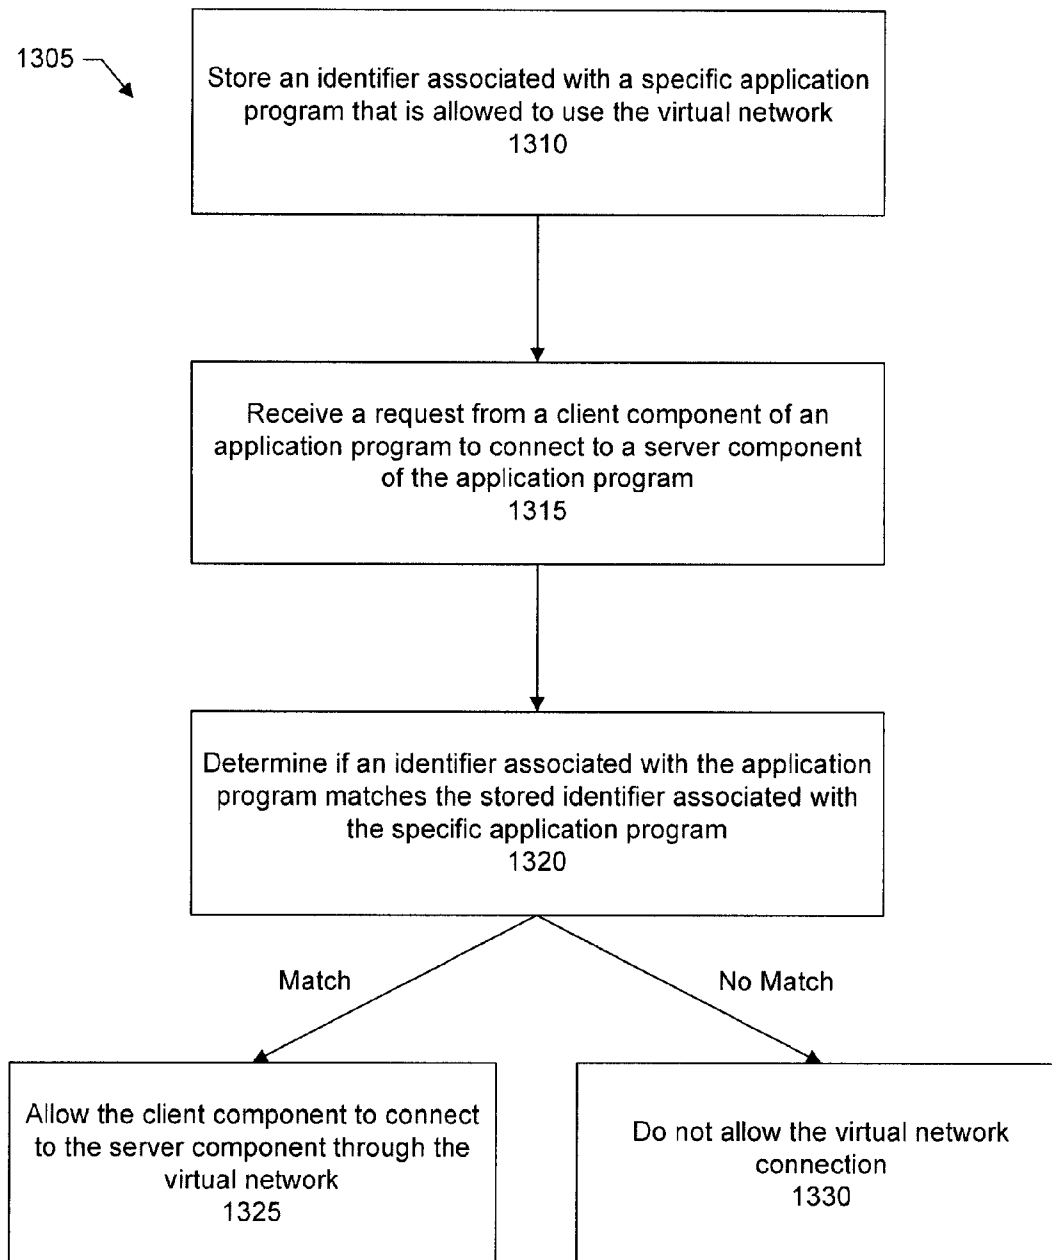 1305
Store an identifier associated with a specific application
program that is allowed to use the virtual network
1310
Receive a request from a client component of an
application program to connect to a server component
of the application program
1315
Determine if an identifier associated with the application
program matches the stored identifier associated with
the specific application program
1320
Match
No Match
Allow the client component to connect
to the server component through the
virtual network
1325
Do not allow the virtual network
connection
1330